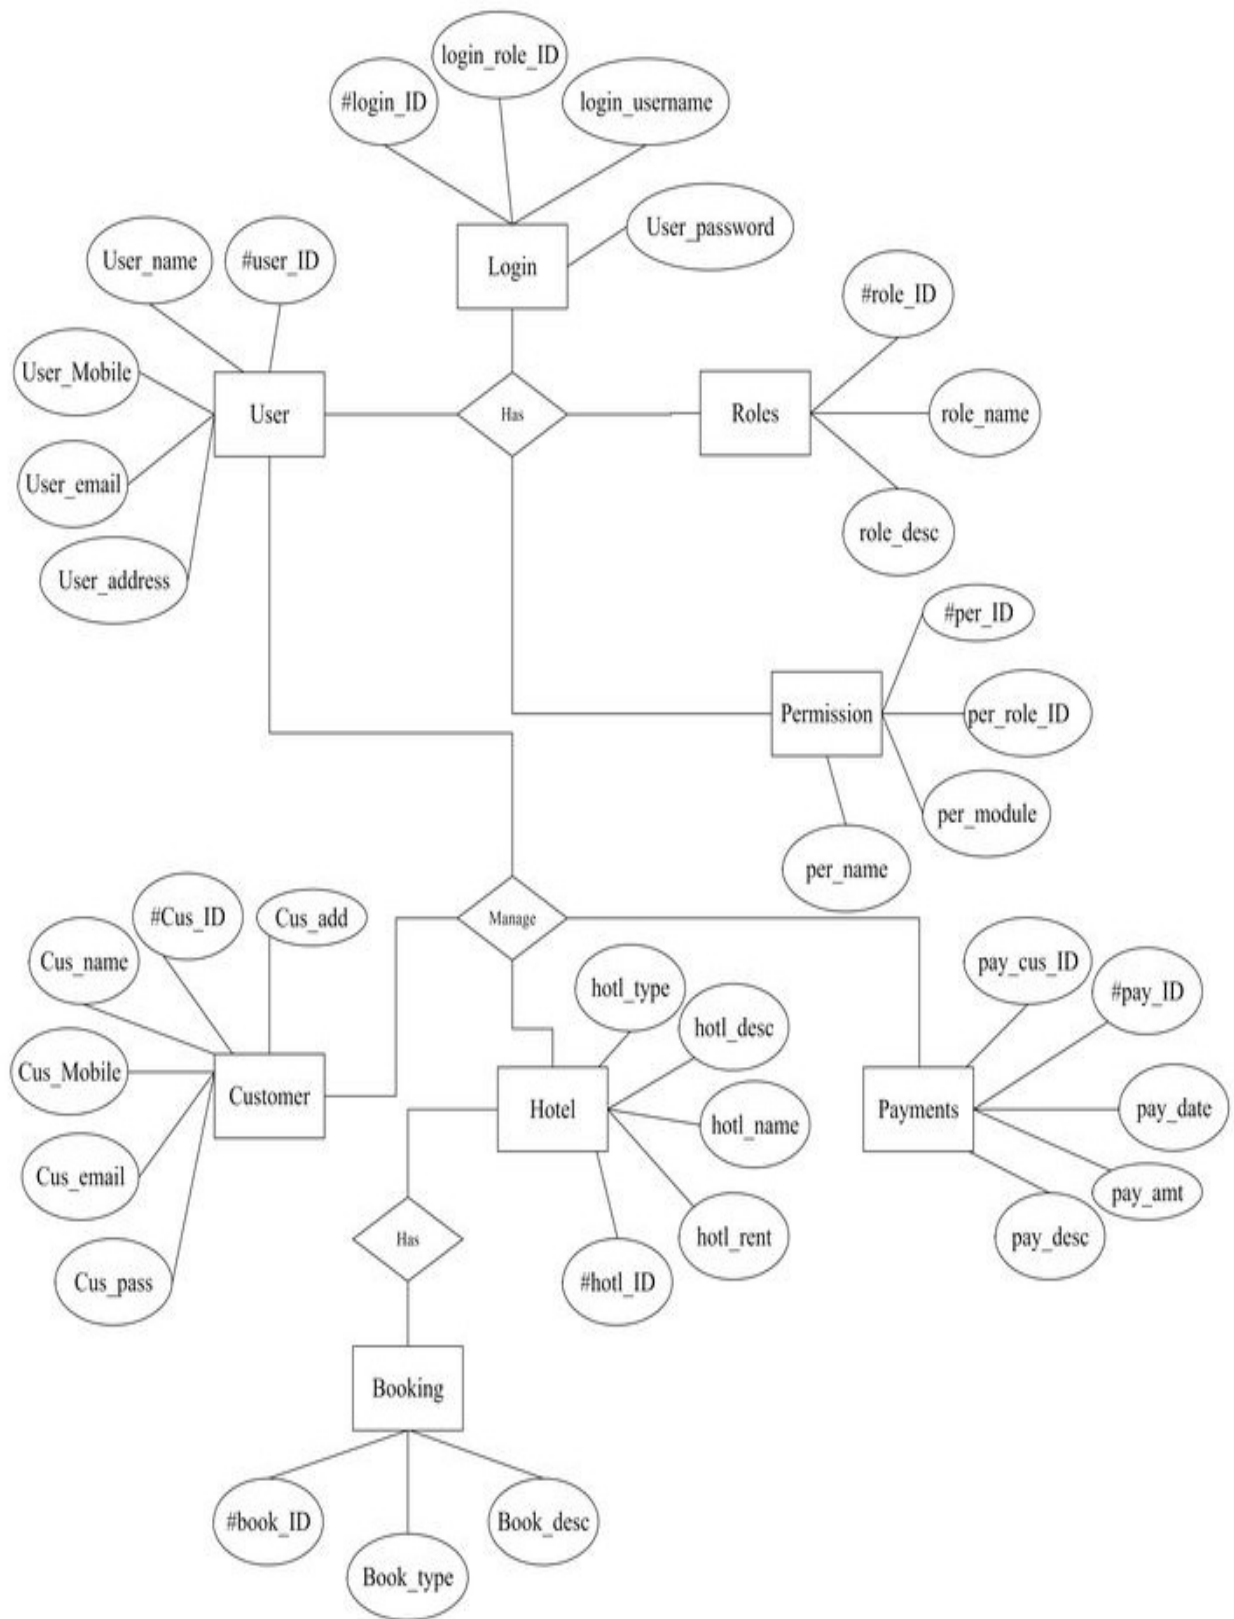 login_role_ID
#login_ID
login_username
User_password
Login
User_name
#user_ID
#role_ID
User_Mobile
User
Has
Roles
role_name
User_email
role_desc
User_address
#per_ID
Permission
per_role_ID
per_module
per_name
#Cus_ID
Cus_add
Manage
Cus_name
pay_cus_ID
hotl_type
#pay_ID
hotl_desc
Cus_Mobile
Customer
Hotel
Payments
pay_date
hotl_name
Cus_email
pay_amt
Has
hotl_rent
pay_desc
Cus_pass
#hotl_ID
Booking
#book_ID
Book_desc
Book_type